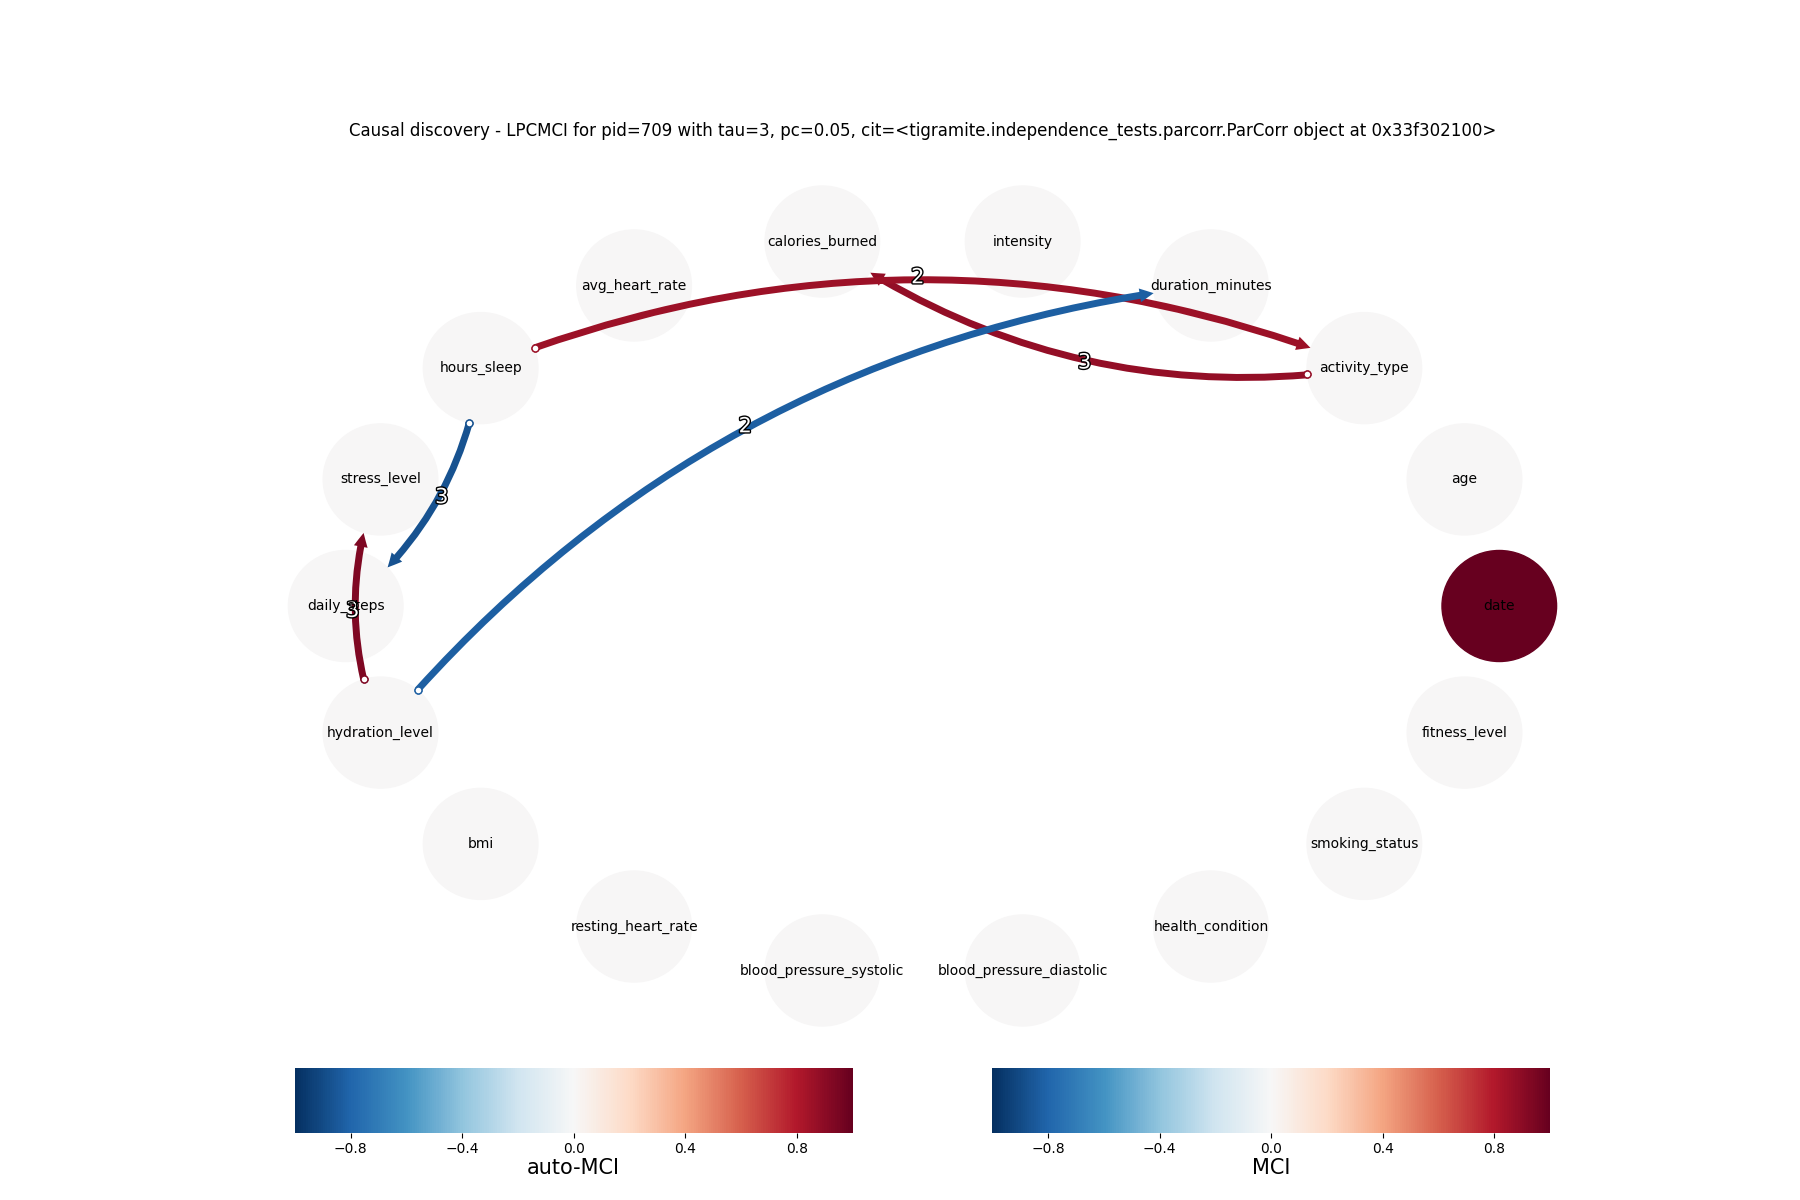 Causal discovery - LPCMCI for pid=709 with tau=3, pc=0.05, cit=<tigramite.independence_tests.parcorr.ParCorr object at 0x33f302100>
calories_burned
intensity
2
avg_heart_rate
duration_minutes
3
hours_sleep
activity_type
2
stress_level
3
age
daily_steps
3
date
hydration_level
fitness_level
bmi
smoking_status
resting_heart_rate
health_condition
blood_pressure_systolic
blood_pressure_diastolic
−0.8 −0.4 0.0 0.4 0.8
auto-MCI
−0.8 −0.4 0.0 0.4 0.8
MCI